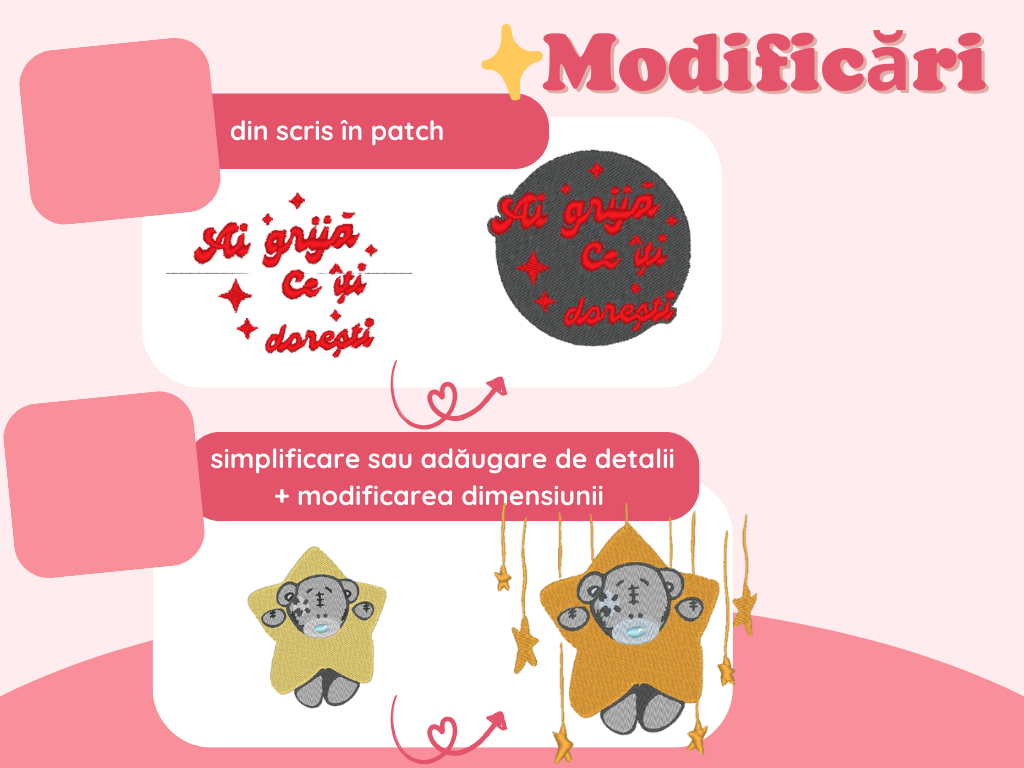 Modificări
din scris în patch
Ai grijă
Ce îți
dorești
Ai grijă
Ce îți
dorești
simplificare sau adăugare de detalii
+ modificarea dimensiunii